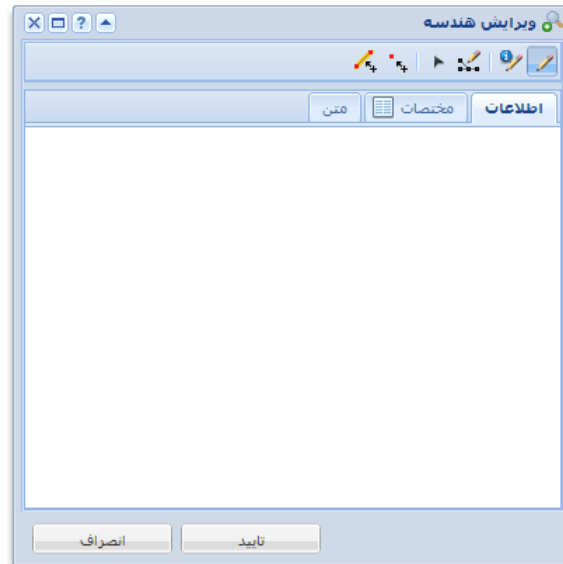 ویرایش هندسه
اطلاعات
مختصات
متن
تایید
انصراف